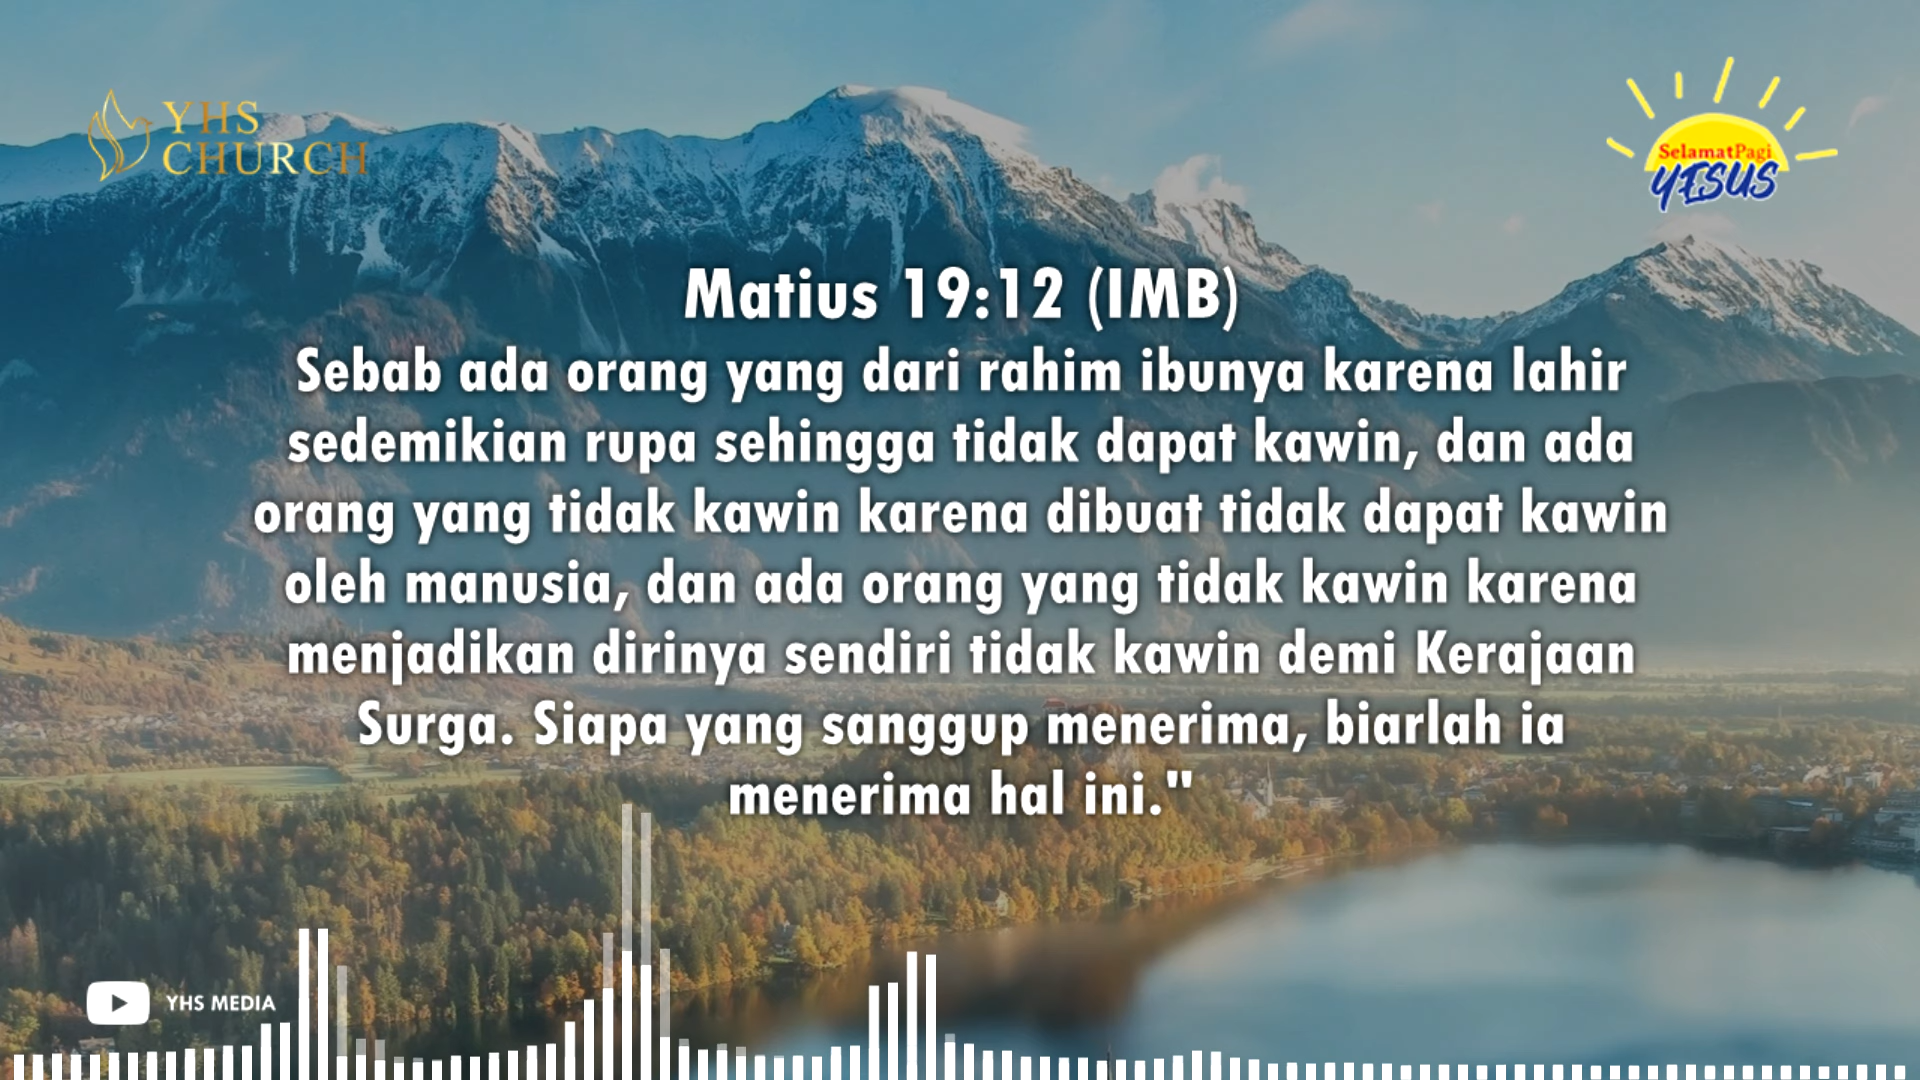 YHS
CHURCH
SelamatPagi
YESUS
Matius 19:12 (IMB)
Sebab ada orang yang dari rahim ibunya karena lahir
sedemikian rupa sehingga tidak dapat kawin, dan ada
orang yang tidak kawin karena dibuat tidak dapat kawin
oleh manusia, dan ada orang yang tidak kawin karena
menjadikan dirinya sendiri tidak kawin demi Kerajaan
Surga. Siapa yang sanggup menerima, biarlah ia
menerima hal ini."
YHS MEDIA